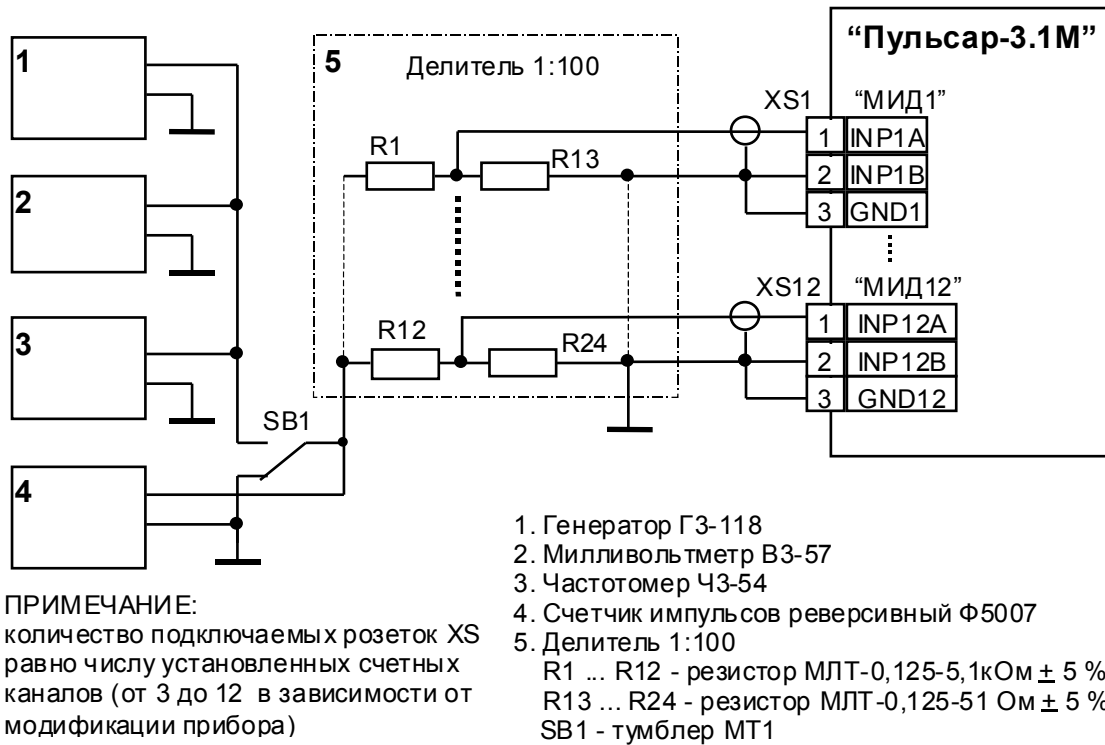 “Пульсар-3.1М”
1
5
Делитель 1:100
XS1
“МИД1”
R1
R13
1
INP1A
2
INP1B
3
GND1
2
XS12
“МИД12”
3
R12
R24
1
INP12A
2
INP12B
3
GND12
SB1
4
1. Генератор Г3-118
2. Милливольтметр В3-57
3. Частотомер Ч3-54
4. Счетчик импульсов реверсивный Ф5007
5. Делитель 1:100
R1 ... R12 - резистор МЛТ-0,125-5,1кОм ± 5 %
R13 ... R24 - резистор МЛТ-0,125-51 Ом ± 5 %
SB1 - тумблер МТ1
ПРИМЕЧАНИЕ:
количество подключаемых розеток XS
равно числу установленных счетных
каналов (от 3 до 12 в зависимости от
модификации прибора)